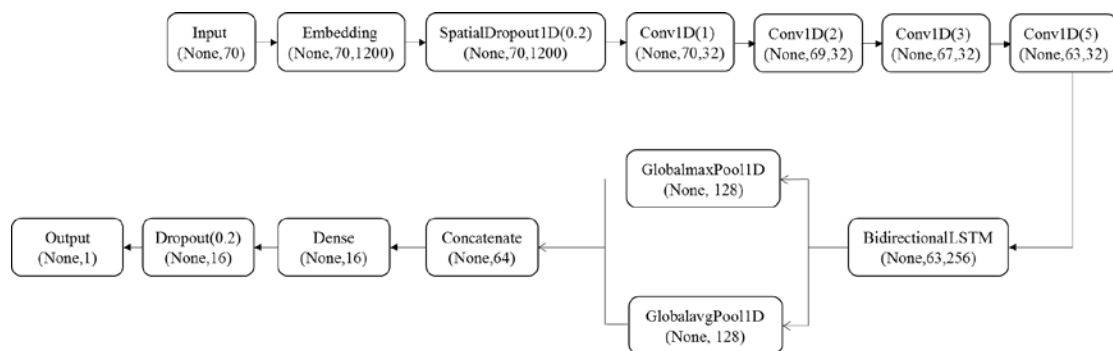 Input
(None,70)
Embedding
(None,70,1200)
SpatialDropout1D(0.2)
(None,70,1200)
Conv1D(1)
(None,70,32)
Conv1D(2)
(None,69,32)
Conv1D(3)
(None,67,32)
Conv1D(5)
(None,63,32)
BidirectionalLSTM
(None,63,256)
GlobalmaxPool1D
(None, 128)
GlobalavgPool1D
(None, 128)
Concatenate
(None,64)
Dense
(None,16)
Dropout(0.2)
(None,16)
Output
(None,1)